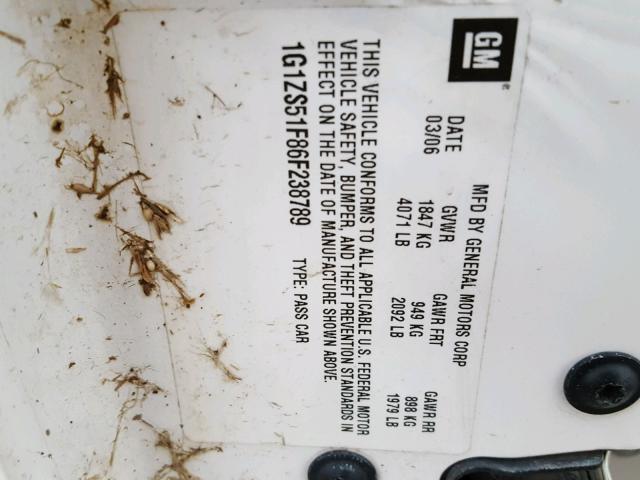 GM
®
MFD BY GENERAL MOTORS CORP
DATE GVWR GAWR FRT GAWR RR
03/06 1847 KG 949 KG 898 KG
4071 LB 2092 LB 1979 LB
THIS VEHICLE CONFORMS TO ALL APPLICABLE U.S. FEDERAL MOTOR
VEHICLE SAFETY, BUMPER, AND THEFT PREVENTION STANDARDS IN
EFFECT ON THE DATE OF MANUFACTURE SHOWN ABOVE.
1G1ZS51F86F238789 TYPE: PASS CAR